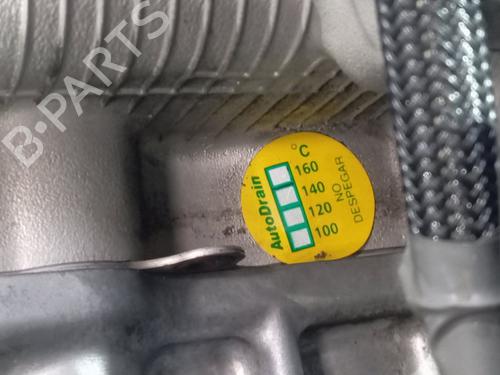 B-PARTS
AutoDrain
°C
160
140
120
100
NO
DESPEGAR